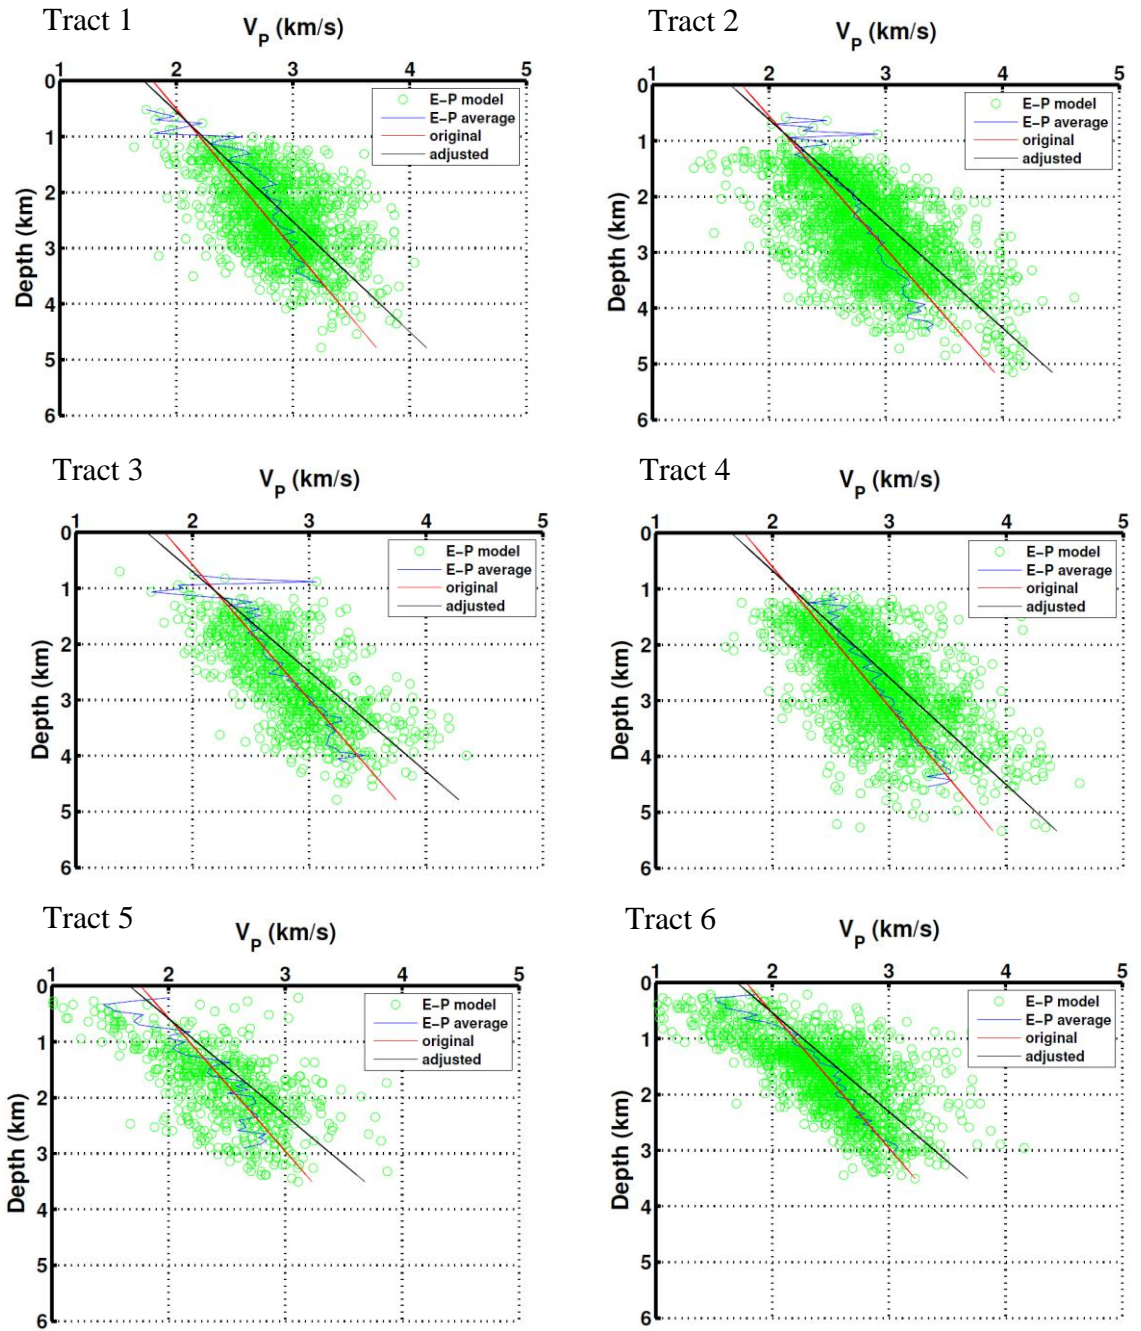 Tract 1
V_P (km/s)
1 2 3 4 5
0
1
2
3
4
5
6
Depth (km)
E-P model
E-P average
original
adjusted
Tract 2
V_P (km/s)
1 2 3 4 5
0
1
2
3
4
5
6
Depth (km)
E-P model
E-P average
original
adjusted
Tract 3
V_P (km/s)
1 2 3 4 5
0
1
2
3
4
5
6
Depth (km)
E-P model
E-P average
original
adjusted
Tract 4
V_P (km/s)
1 2 3 4 5
0
1
2
3
4
5
6
Depth (km)
E-P model
E-P average
original
adjusted
Tract 5
V_P (km/s)
1 2 3 4 5
0
1
2
3
4
5
6
Depth (km)
E-P model
E-P average
original
adjusted
Tract 6
V_P (km/s)
1 2 3 4 5
0
1
2
3
4
5
6
Depth (km)
E-P model
E-P average
original
adjusted